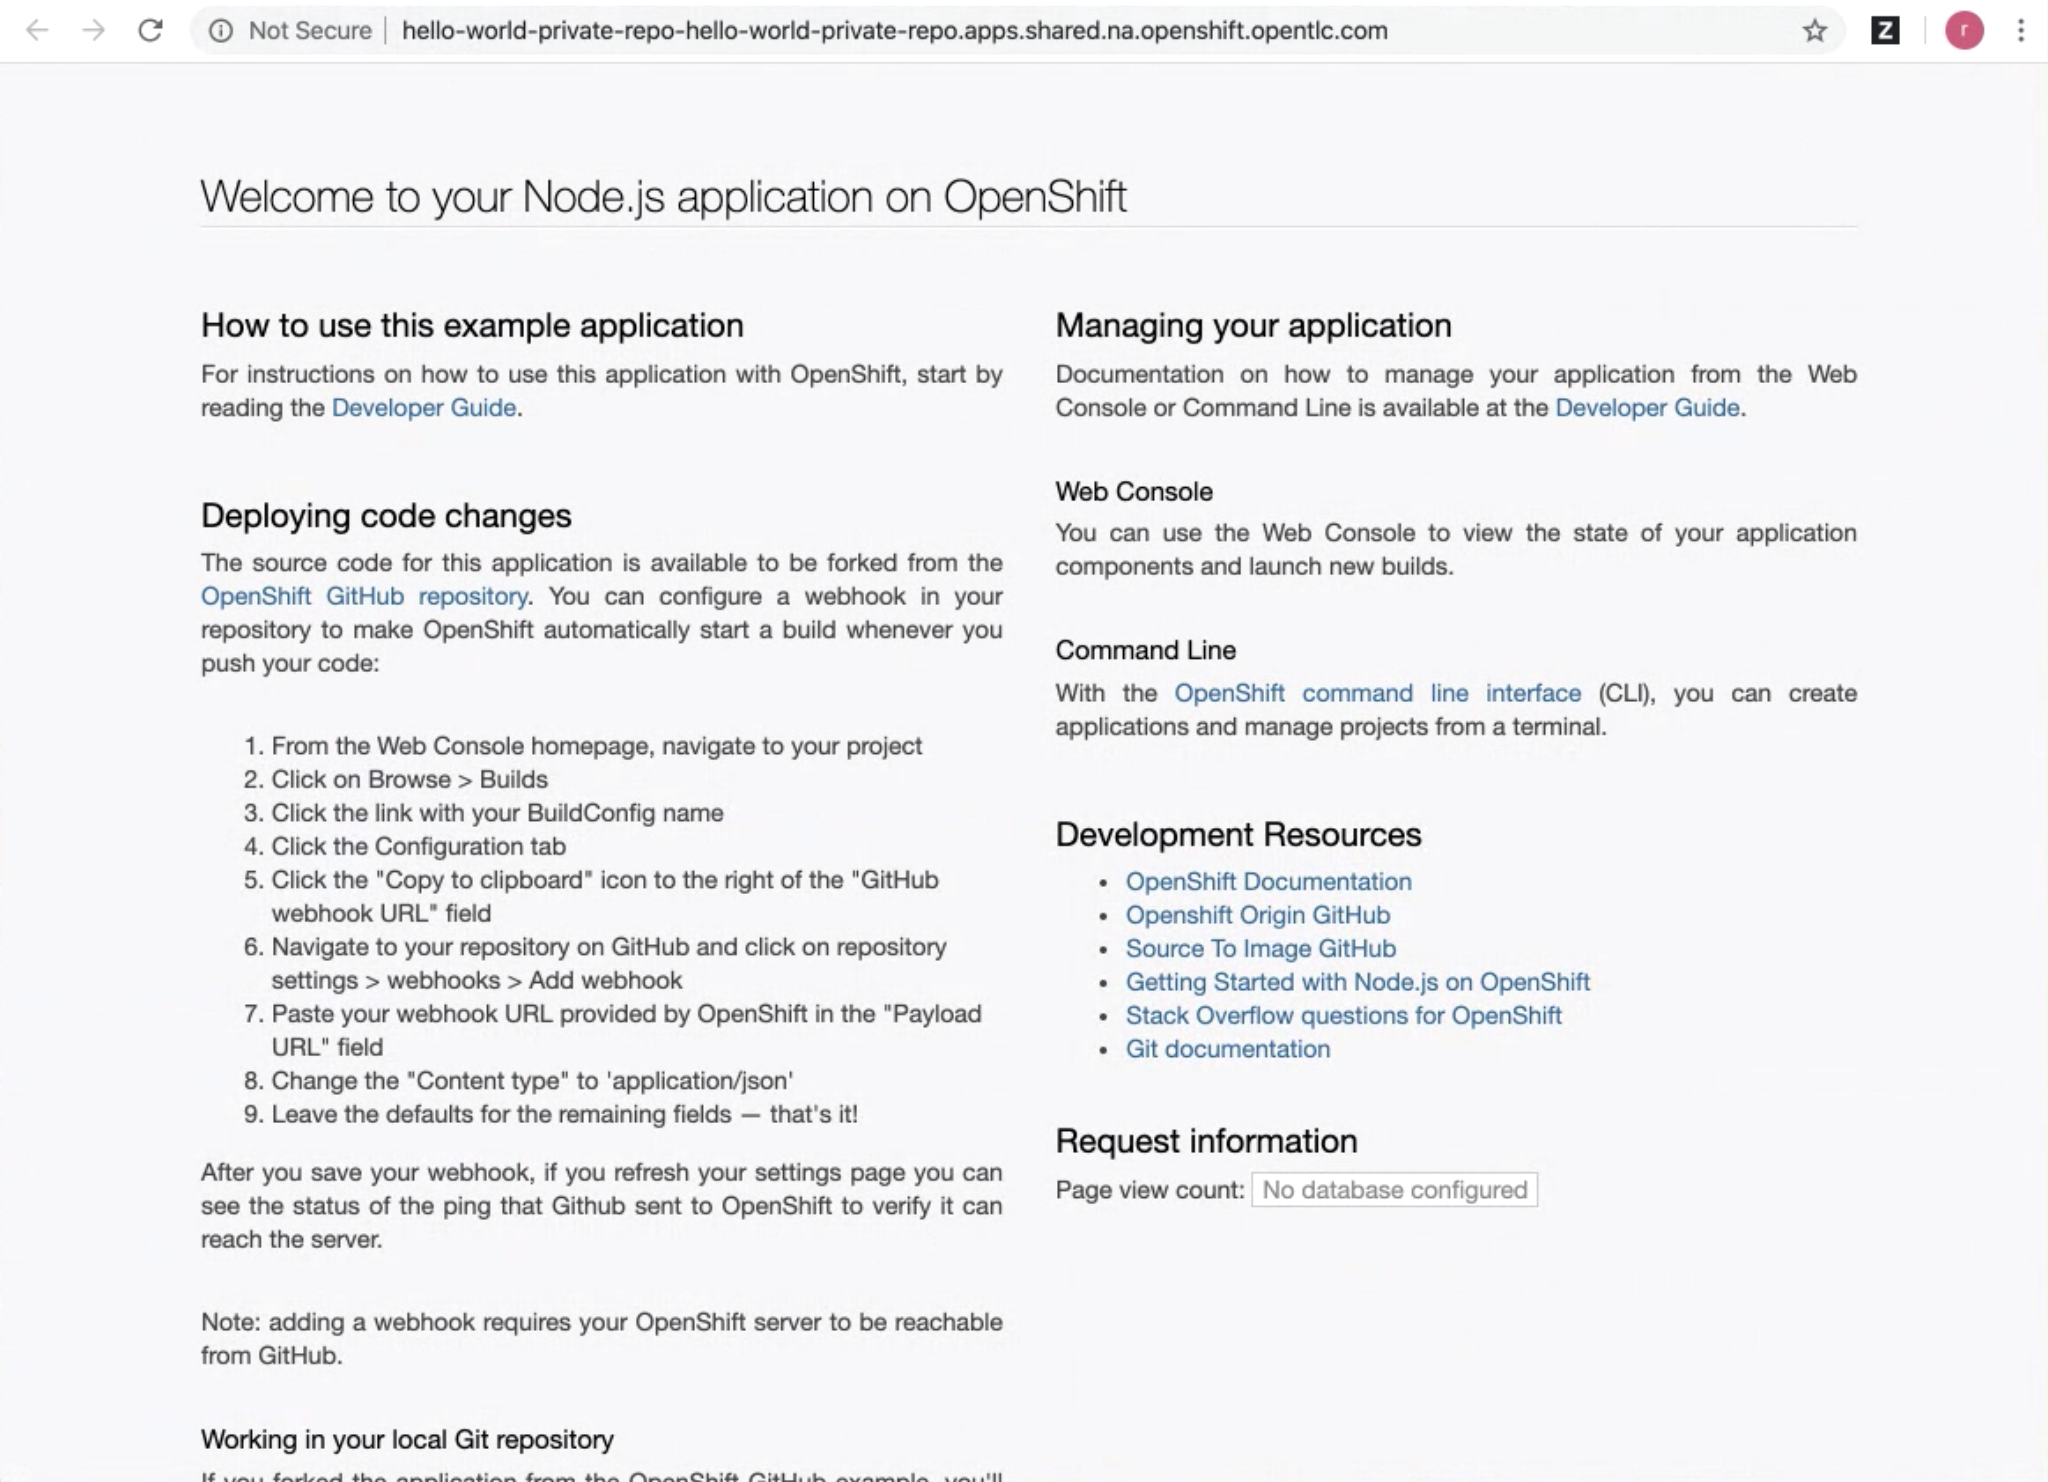 Not Secure hello-world-private-repo-hello-world-private-repo.apps.shared.na.openshift.opentlc.com Z r
Welcome to your Node.js application on OpenShift
How to use this example application
For instructions on how to use this application with OpenShift, start by
reading the Developer Guide.
Deploying code changes
The source code for this application is available to be forked from the
OpenShift GitHub repository. You can configure a webhook in your
repository to make OpenShift automatically start a build whenever you
push your code:
1. From the Web Console homepage, navigate to your project
2. Click on Browse > Builds
3. Click the link with your BuildConfig name
4. Click the Configuration tab
5. Click the "Copy to clipboard" icon to the right of the "GitHub
webhook URL" field
6. Navigate to your repository on GitHub and click on repository
settings > webhooks > Add webhook
7. Paste your webhook URL provided by OpenShift in the "Payload
URL" field
8. Change the "Content type" to 'application/json'
9. Leave the defaults for the remaining fields — that's it!
After you save your webhook, if you refresh your settings page you can
see the status of the ping that Github sent to OpenShift to verify it can
reach the server.
Note: adding a webhook requires your OpenShift server to be reachable
from GitHub.
Working in your local Git repository
If you forked the application from the OpenShift GitHub example, you'll
Managing your application
Documentation on how to manage your application from the Web
Console or Command Line is available at the Developer Guide.
Web Console
You can use the Web Console to view the state of your application
components and launch new builds.
Command Line
With the OpenShift command line interface (CLI), you can create
applications and manage projects from a terminal.
Development Resources
• OpenShift Documentation
• Openshift Origin GitHub
• Source To Image GitHub
• Getting Started with Node.js on OpenShift
• Stack Overflow questions for OpenShift
• Git documentation
Request information
Page view count: No database configured